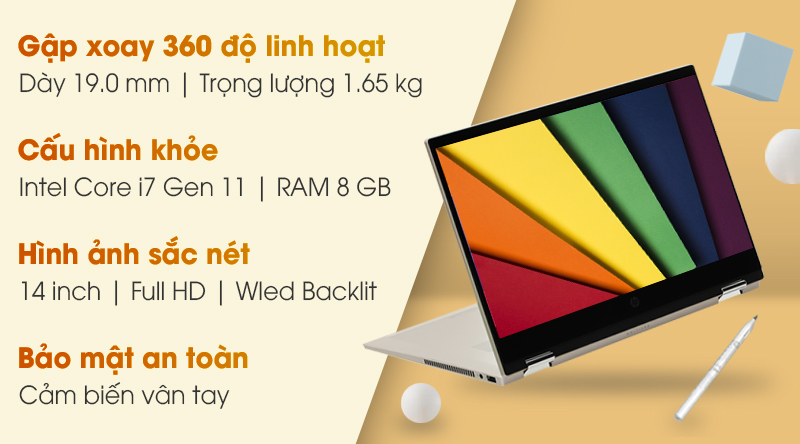 Gập xoay 360 độ linh hoạt
Dày 19.0 mm | Trọng lượng 1.65 kg
Cấu hình khỏe
Intel Core i7 Gen 11 | RAM 8 GB
Hình ảnh sắc nét
14 inch | Full HD | Wled Backlit
Bảo mật an toàn
Cảm biến vân tay